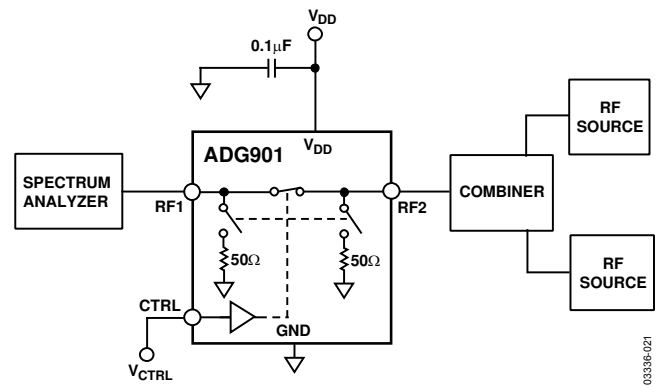 VDD
0.1μF
VDD
ADG901
RF
SOURCE
SPECTRUM
ANALYZER
RF1
RF2
COMBINER
50Ω
50Ω
RF
SOURCE
CTRL
GND
VCTRL
03336-021